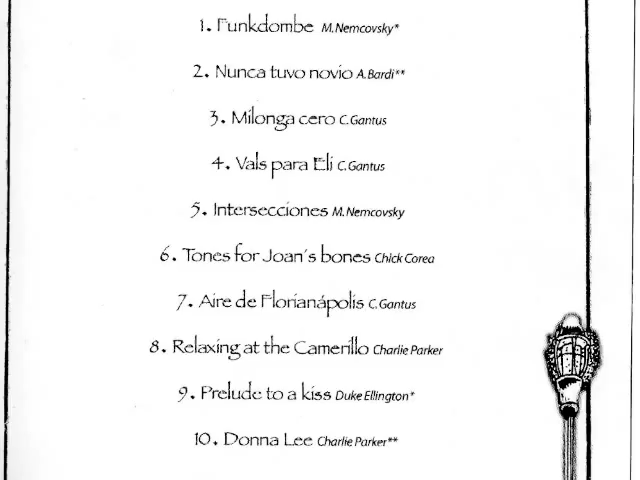 1. Funkdombe M.Nemcovsky*
2. Nunca tuvo novio A.Bardi**
3. Milonga cero C.Gantus
4. Vals para Eli C.Gantus
5. Intersecciones M.Nemcovsky
6. Tones for Joan´s bones Chick Corea
7. Aire de Florianápolis C.Gantus
8. Relaxing at the Camerillo Charlie Parker
9. Prelude to a kiss Duke Ellington*
10. Donna Lee Charlie Parker**